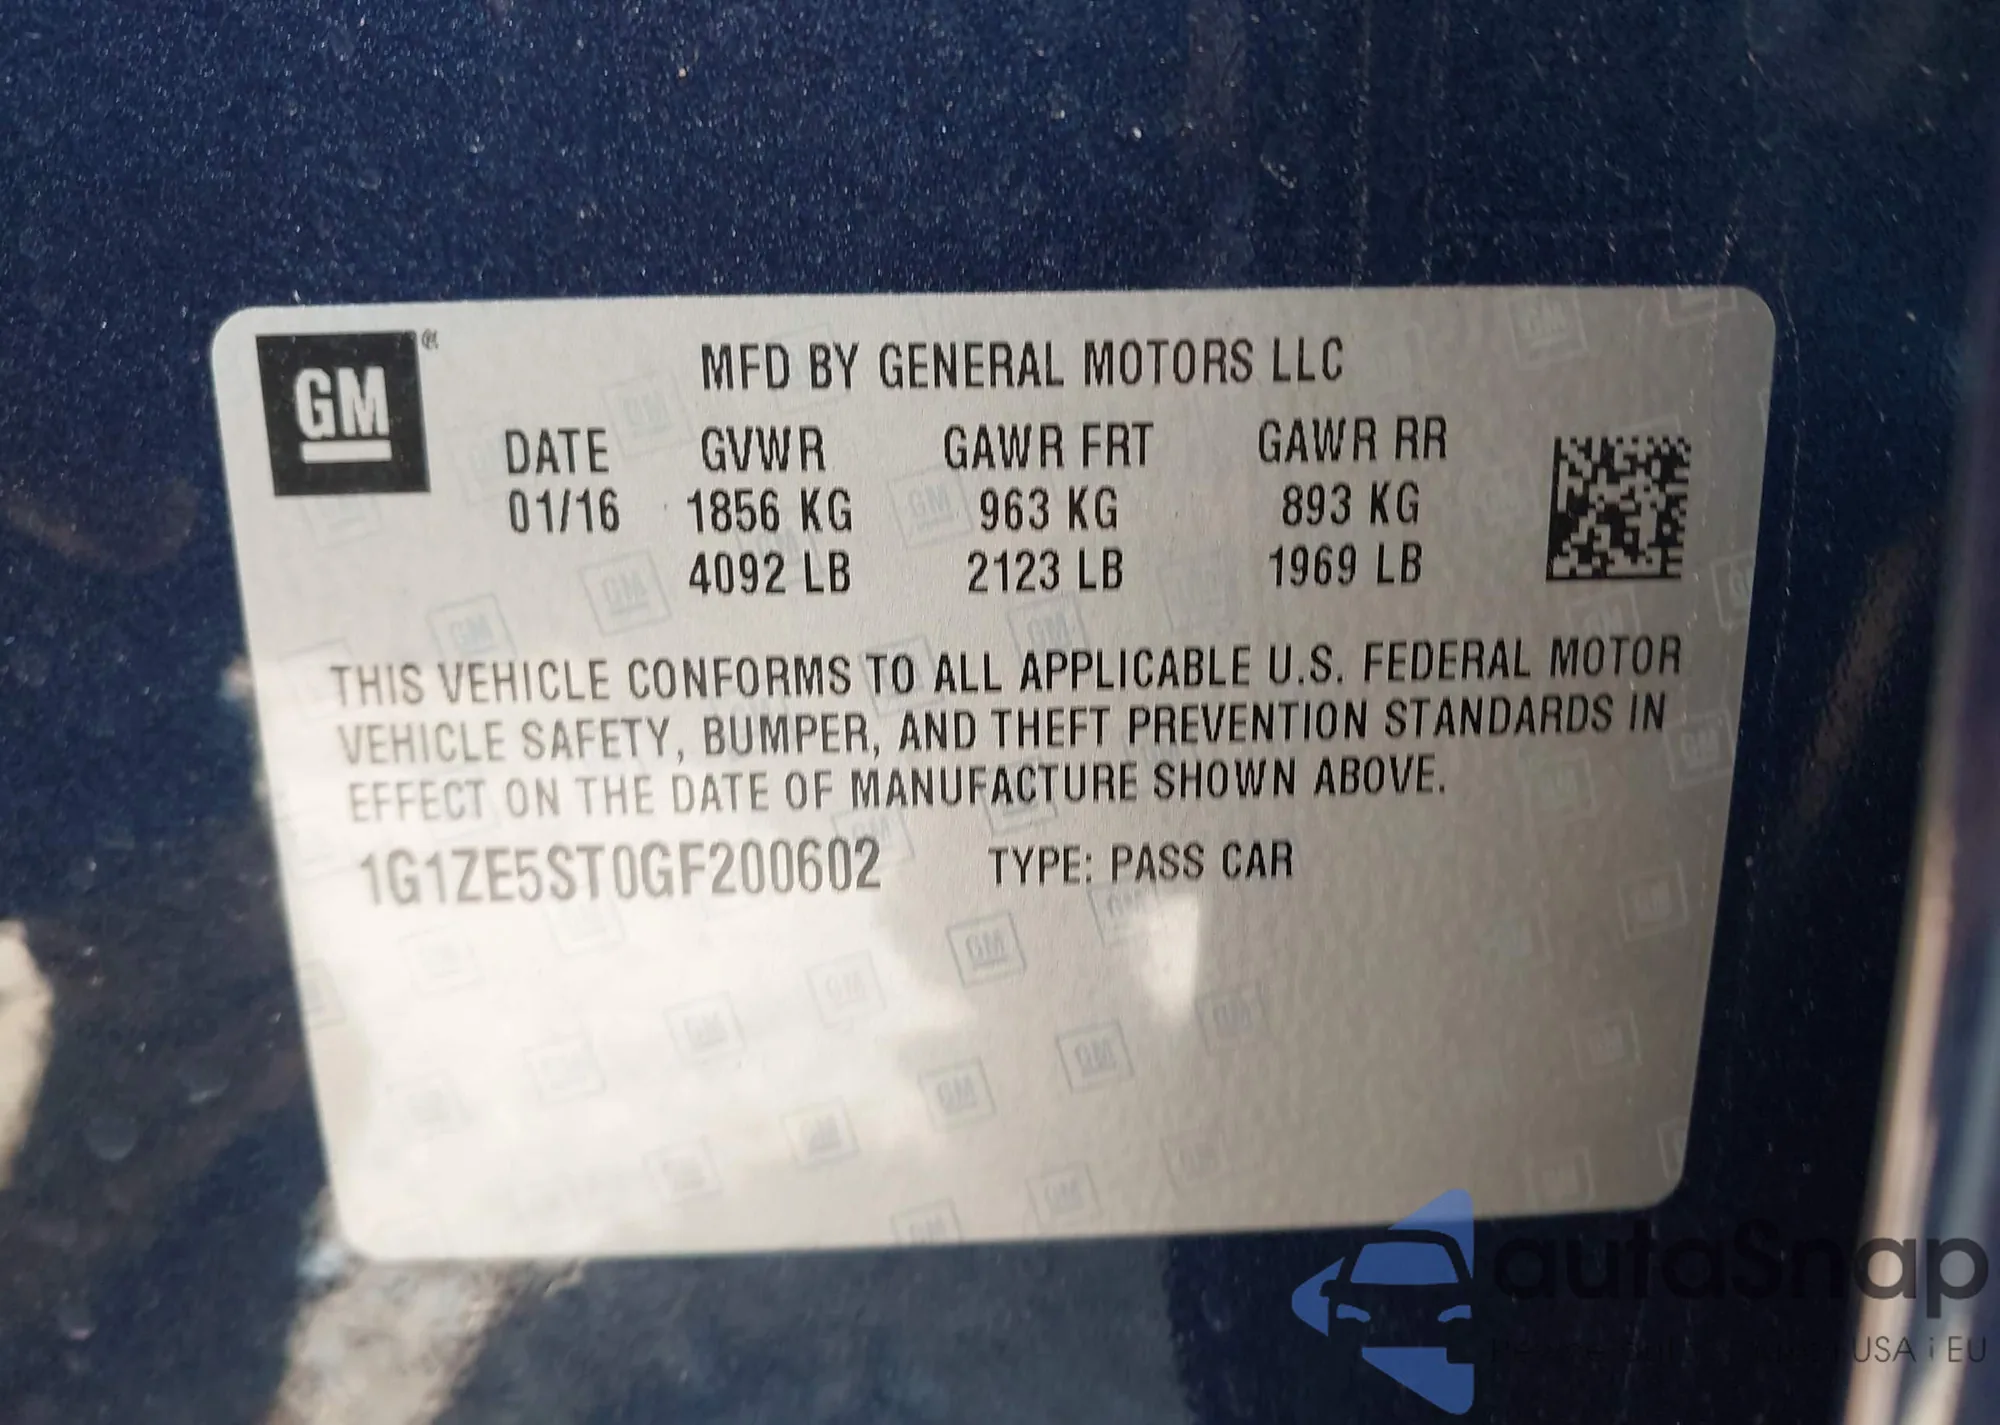 GM
MFD BY GENERAL MOTORS LLC
DATE GVWR GAWR FRT GAWR RR
01/16 1856 KG 963 KG 893 KG
4092 LB 2123 LB 1969 LB
THIS VEHICLE CONFORMS TO ALL APPLICABLE U.S. FEDERAL MOTOR
VEHICLE SAFETY, BUMPER, AND THEFT PREVENTION STANDARDS IN
EFFECT ON THE DATE OF MANUFACTURE SHOWN ABOVE.
1G1ZE5ST0GF200602 TYPE: PASS CAR
autoSnap
USA i EU